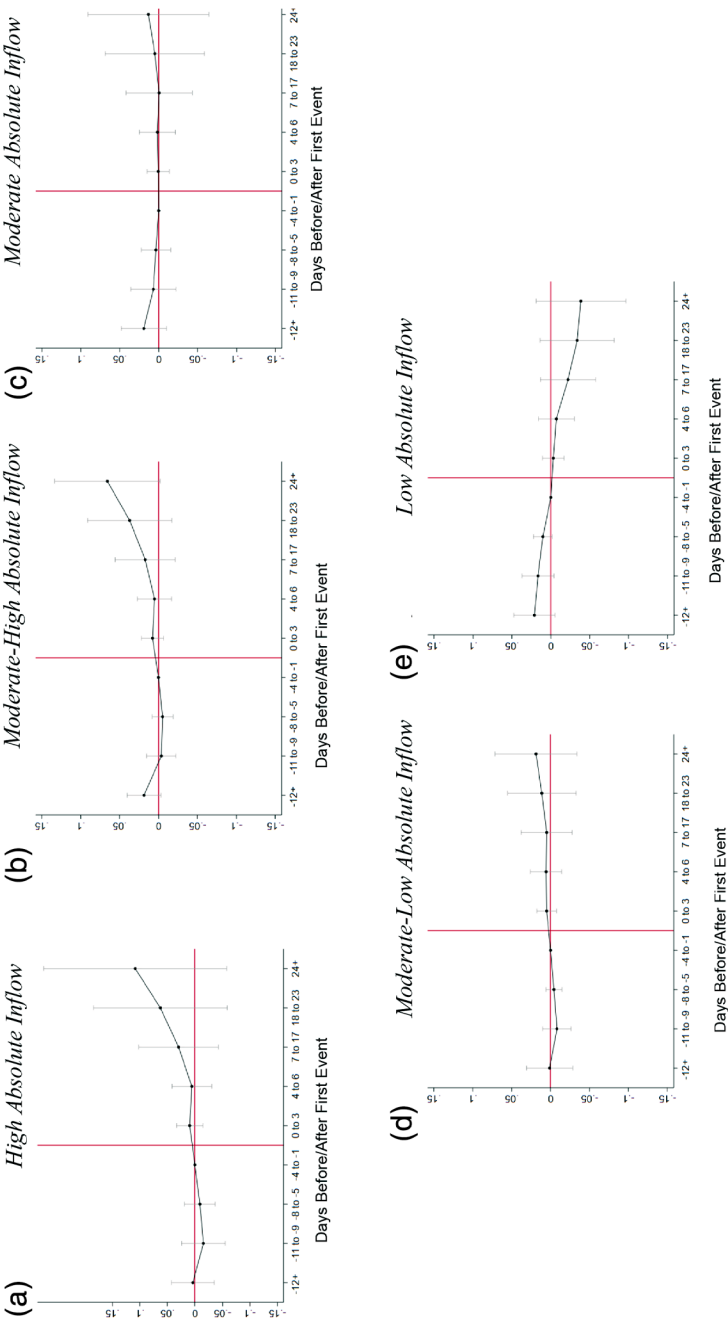 (a)
High Absolute Inflow
.15
.1
.05
0
-.05
-.1
-.15
-12+ -11 to -9 -8 to -5 -4 to -1 0 to 3 4 to 6 7 to 17 18 to 23 24+
Days Before/After First Event
(b)
Moderate-High Absolute Inflow
.15
.1
.05
0
-.05
-.1
-.15
-12+ -11 to -9 -8 to -5 -4 to -1 0 to 3 4 to 6 7 to 17 18 to 23 24+
Days Before/After First Event
(c)
Moderate Absolute Inflow
.15
.1
.05
0
-.05
-.1
-.15
-12+ -11 to -9 -8 to -5 -4 to -1 0 to 3 4 to 6 7 to 17 18 to 23 24+
Days Before/After First Event
(d)
Moderate-Low Absolute Inflow
.15
.1
.05
0
-.05
-.1
-.15
-12+ -11 to -9 -8 to -5 -4 to -1 0 to 3 4 to 6 7 to 17 18 to 23 24+
Days Before/After First Event
(e)
Low Absolute Inflow
.15
.1
.05
0
-.05
-.1
-.15
-12+ -11 to -9 -8 to -5 -4 to -1 0 to 3 4 to 6 7 to 17 18 to 23 24+
Days Before/After First Event